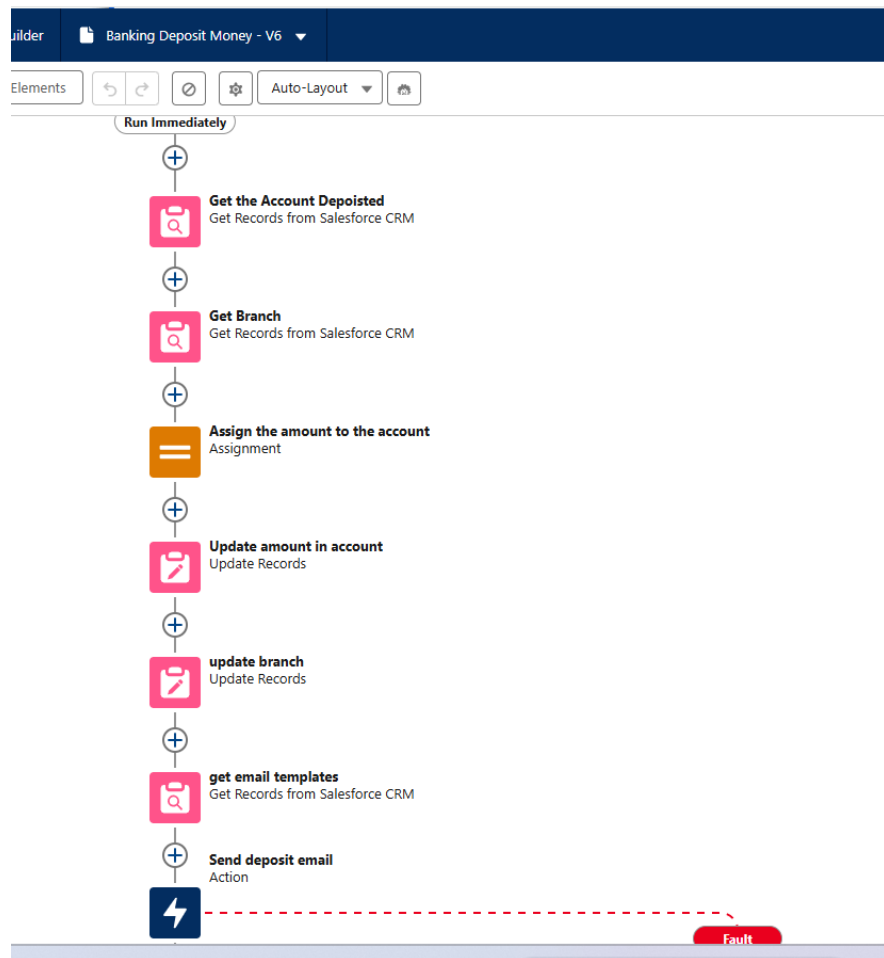 uilder
Banking Deposit Money - V6
Elements
Auto-Layout
Run Immediately
Get the Account Depoisted
Get Records from Salesforce CRM
Get Branch
Get Records from Salesforce CRM
Assign the amount to the account
Assignment
Update amount in account
Update Records
update branch
Update Records
get email templates
Get Records from Salesforce CRM
Send deposit email
Action
Fault